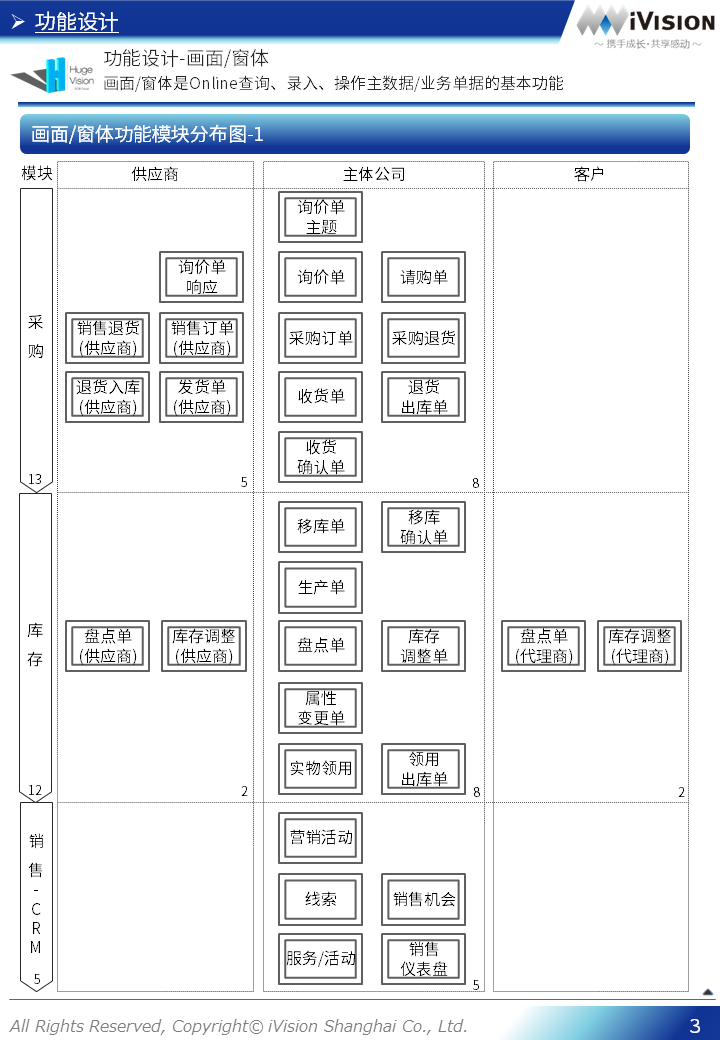 功能设计
iVision
～ 携手成长·共享感动 ～
Huge
Vision
功能设计-画面/窗体
画面/窗体是Online查询、录入、操作主数据/业务单据的基本功能
画面/窗体功能模块分布图-1
模块
供应商
主体公司
客户
采
购
13
询价单
响应
销售退货
(供应商)
销售订单
(供应商)
退货入库
(供应商)
发货单
(供应商)
5
询价单
主题
询价单
请购单
采购订单
采购退货
收货单
退货
出库单
收货
确认单
8
库
存
12
盘点单
(供应商)
库存调整
(供应商)
2
移库单
移库
确认单
生产单
盘点单
库存
调整单
属性
变更单
实物领用
领用
出库单
8
盘点单
(代理商)
库存调整
(代理商)
2
销
售
-
C
R
M
5
营销活动
线索
销售机会
服务/活动
销售
仪表盘
5
All Rights Reserved, Copyright© iVision Shanghai Co., Ltd.
3